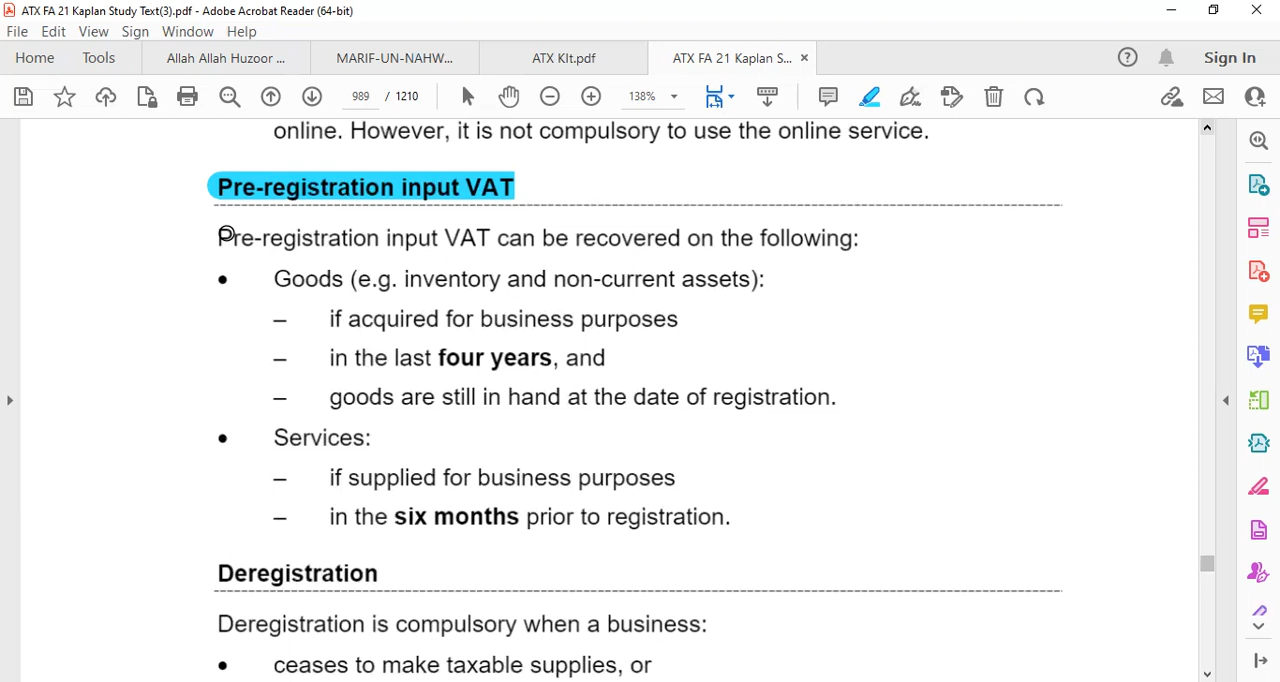 ATX FA 21 Kaplan Study Text(3).pdf - Adobe Acrobat Reader (64-bit)
File Edit View Sign Window Help
Home Tools Allah Allah Huzoor ... MARIF-UN-NAHW... ATX KIt.pdf ATX FA 21 Kaplan S... × Sign In
989 / 1210 138%
online. However, it is not compulsory to use the online service.
Pre-registration input VAT
Pre-registration input VAT can be recovered on the following:
• Goods (e.g. inventory and non-current assets):
– if acquired for business purposes
– in the last four years, and
– goods are still in hand at the date of registration.
• Services:
– if supplied for business purposes
– in the six months prior to registration.
Deregistration
Deregistration is compulsory when a business:
• ceases to make taxable supplies, or